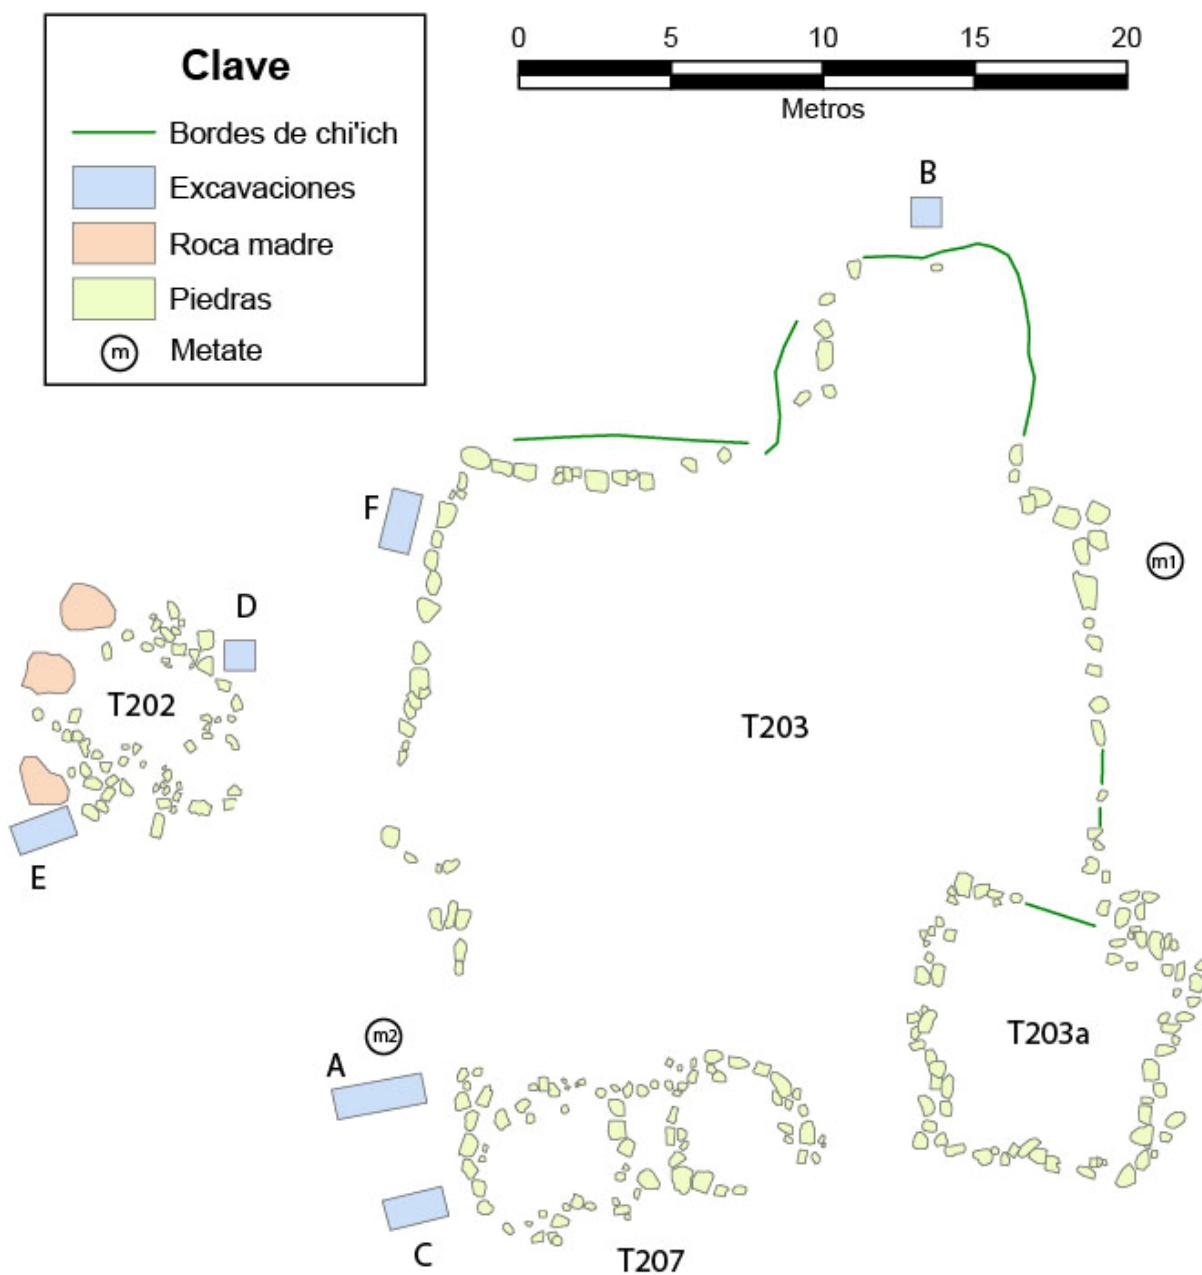 Clave
Bordes de chi'ich
Excavaciones
Roca madre
Piedras
m Metate
0 5 10 15 20
Metros
B
F
m1
D
T202
T203
E
m2
A
T203a
C
T207